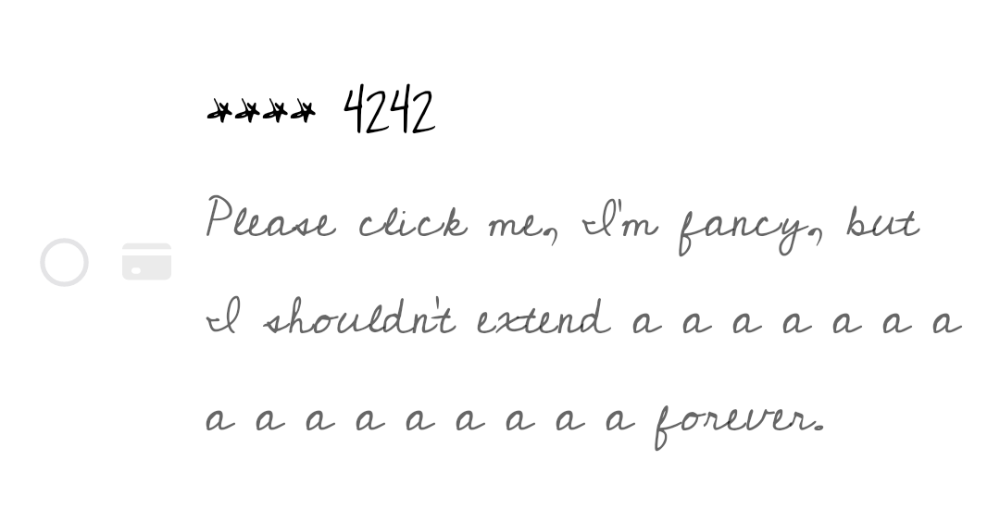 **** 4242
Please click me, I'm fancy, but
I shouldn't extend a a a a a a a
a a a a a a a a a forever.